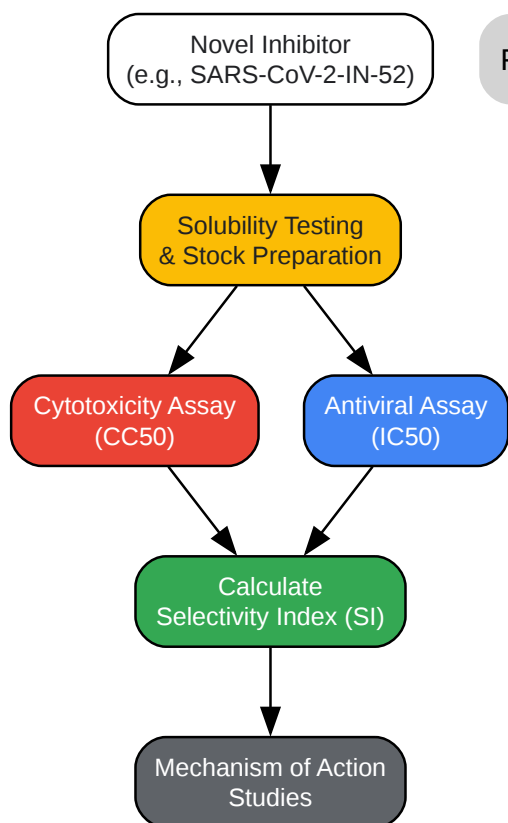 Novel Inhibitor
(e.g., SARS-CoV-2-IN-52)
Solubility Testing
& Stock Preparation
Cytotoxicity Assay
(CC50)
Antiviral Assay
(IC50)
Calculate
Selectivity Index (SI)
Mechanism of Action
Studies